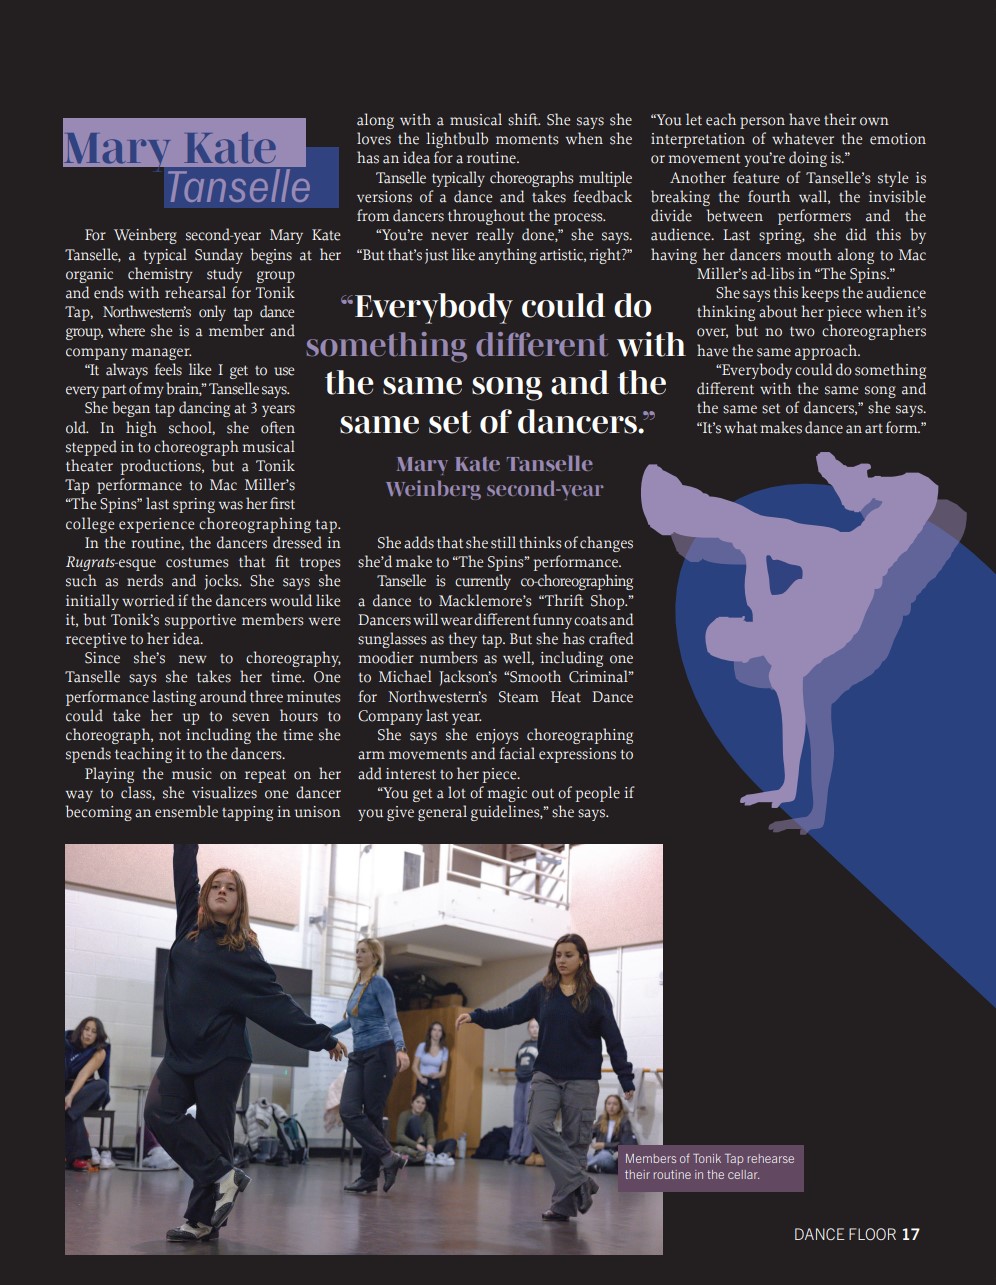 Mary Kate
Tanselle
For Weinberg second-year Mary Kate
Tanselle, a typical Sunday begins at her
organic chemistry study group
and ends with rehearsal for Tonik
Tap, Northwestern's only tap dance
group, where she is a member and
company manager.
“It always feels like I get to use
every part of my brain,” Tanselle says.
She began tap dancing at 3 years
old. In high school, she often
stepped in to choreograph musical
theater productions, but a Tonik
Tap performance to Mac Miller's
“The Spins” last spring was her first
college experience choreographing tap.
In the routine, the dancers dressed in
Rugrats-esque costumes that fit tropes
such as nerds and jocks. She says she
initially worried if the dancers would like
it, but Tonik's supportive members were
receptive to her idea.
Since she's new to choreography,
Tanselle says she takes her time. One
performance lasting around three minutes
could take her up to seven hours to
choreograph, not including the time she
spends teaching it to the dancers.
Playing the music on repeat on her
way to class, she visualizes one dancer
becoming an ensemble tapping in unison
along with a musical shift. She says she
loves the lightbulb moments when she
has an idea for a routine.
Tanselle typically choreographs multiple
versions of a dance and takes feedback
from dancers throughout the process.
“You're never really done,” she says.
“But that's just like anything artistic, right?”
“Everybody could do
something different with
the same song and the
same set of dancers.”
Mary Kate Tanselle
Weinberg second-year
She adds that she still thinks of changes
she'd make to “The Spins” performance.
Tanselle is currently co-choreographing
a dance to Macklemore's “Thrift Shop.”
Dancers will wear different funny coats and
sunglasses as they tap. But she has crafted
moodier numbers as well, including one
to Michael Jackson's “Smooth Criminal”
for Northwestern's Steam Heat Dance
Company last year.
She says she enjoys choreographing
arm movements and facial expressions to
add interest to her piece.
“You get a lot of magic out of people if
you give general guidelines,” she says.
“You let each person have their own
interpretation of whatever the emotion
or movement you're doing is.”
Another feature of Tanselle's style is
breaking the fourth wall, the invisible
divide between performers and the
audience. Last spring, she did this by
having her dancers mouth along to Mac
Miller's ad-libs in “The Spins.”
She says this keeps the audience
thinking about her piece when it's
over, but no two choreographers
have the same approach.
“Everybody could do something
different with the same song and
the same set of dancers,” she says.
“It's what makes dance an art form.”
Members of Tonik Tap rehearse
their routine in the cellar.
DANCE FLOOR 17